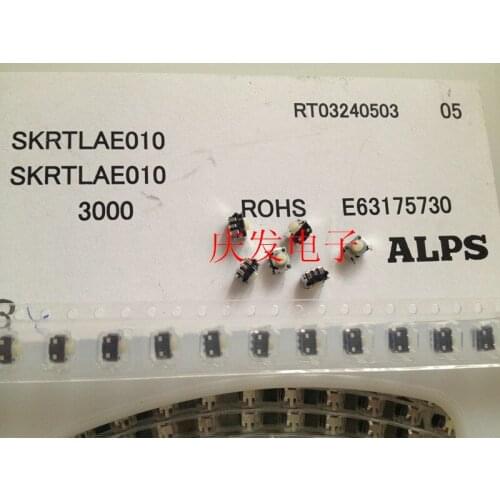 RT03240503 05
SKRTLAE010
SKRTLAE010
3000 ROHS E63175730
庆发电子
ALPS